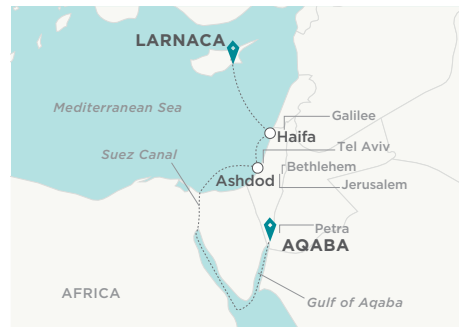 LARNACA
Mediterranean Sea
Galilee
Haifa
Tel Aviv
Suez Canal
Bethlehem
Ashdod
Jerusalem
Petra
AQABA
AFRICA
Gulf of Aqaba